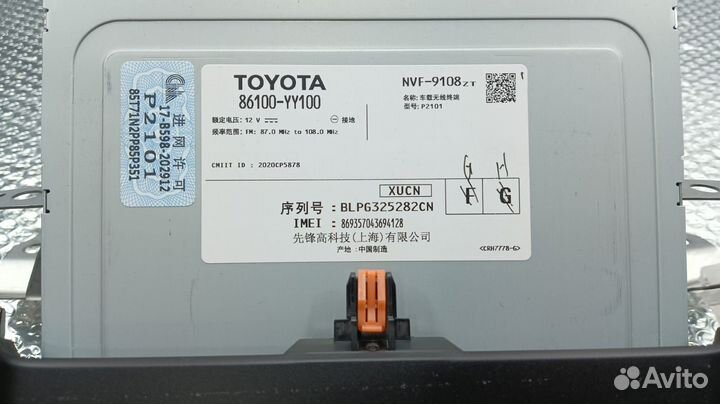 TOYOTA
86100-YY100
NVF-9108ZT
名称: 车载无线终端
型号: P2101
额定电压: 12 V
接地
频率范围: FM: 87.0 MHz to 108.0 MHz
CMIIT ID : 2020CP5878
XUCN
G H
F G
序列号: BLPG325282CN
IMEI : 869357043694128
先锋高科技(上海)有限公司
产地 : 中国制造
<CRH7778-G>
进网许可
17-B598-202912
P2101
85T71N2PP85P351
Avito